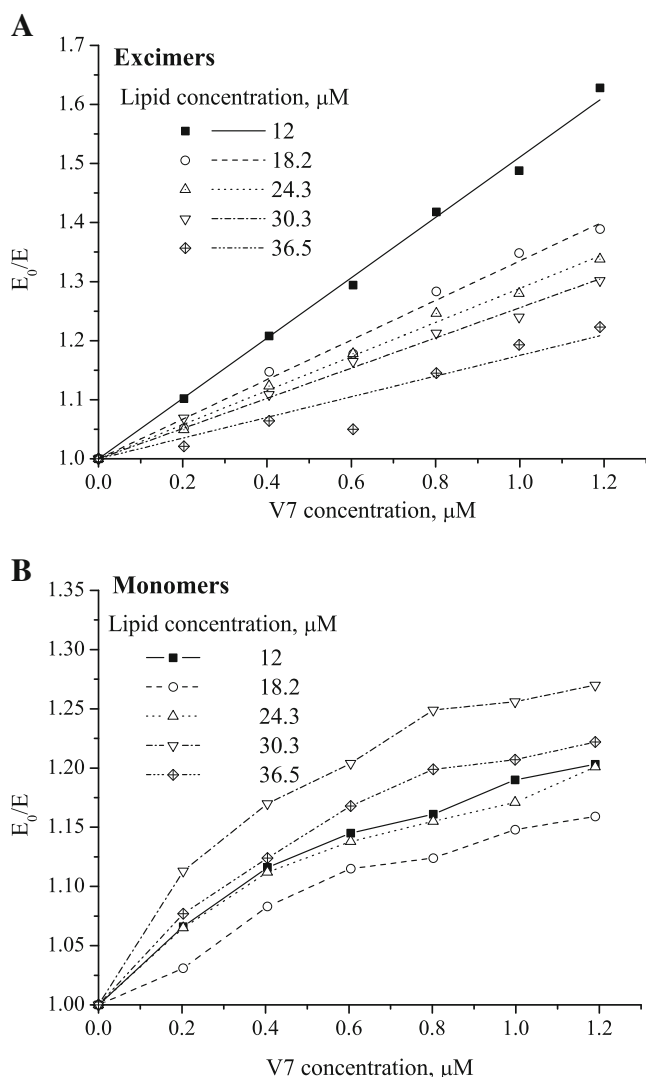 A
Excimers
Lipid concentration, μM
12
18.2
24.3
30.3
36.5
1.7
1.6
1.5
1.4
1.3
1.2
1.1
1.0
E0/E
0.0 0.2 0.4 0.6 0.8 1.0 1.2
V7 concentration, μM
B
Monomers
Lipid concentration, μM
12
18.2
24.3
30.3
36.5
1.35
1.30
1.25
1.20
1.15
1.10
1.05
1.00
E0/E
0.0 0.2 0.4 0.6 0.8 1.0 1.2
V7 concentration, μM